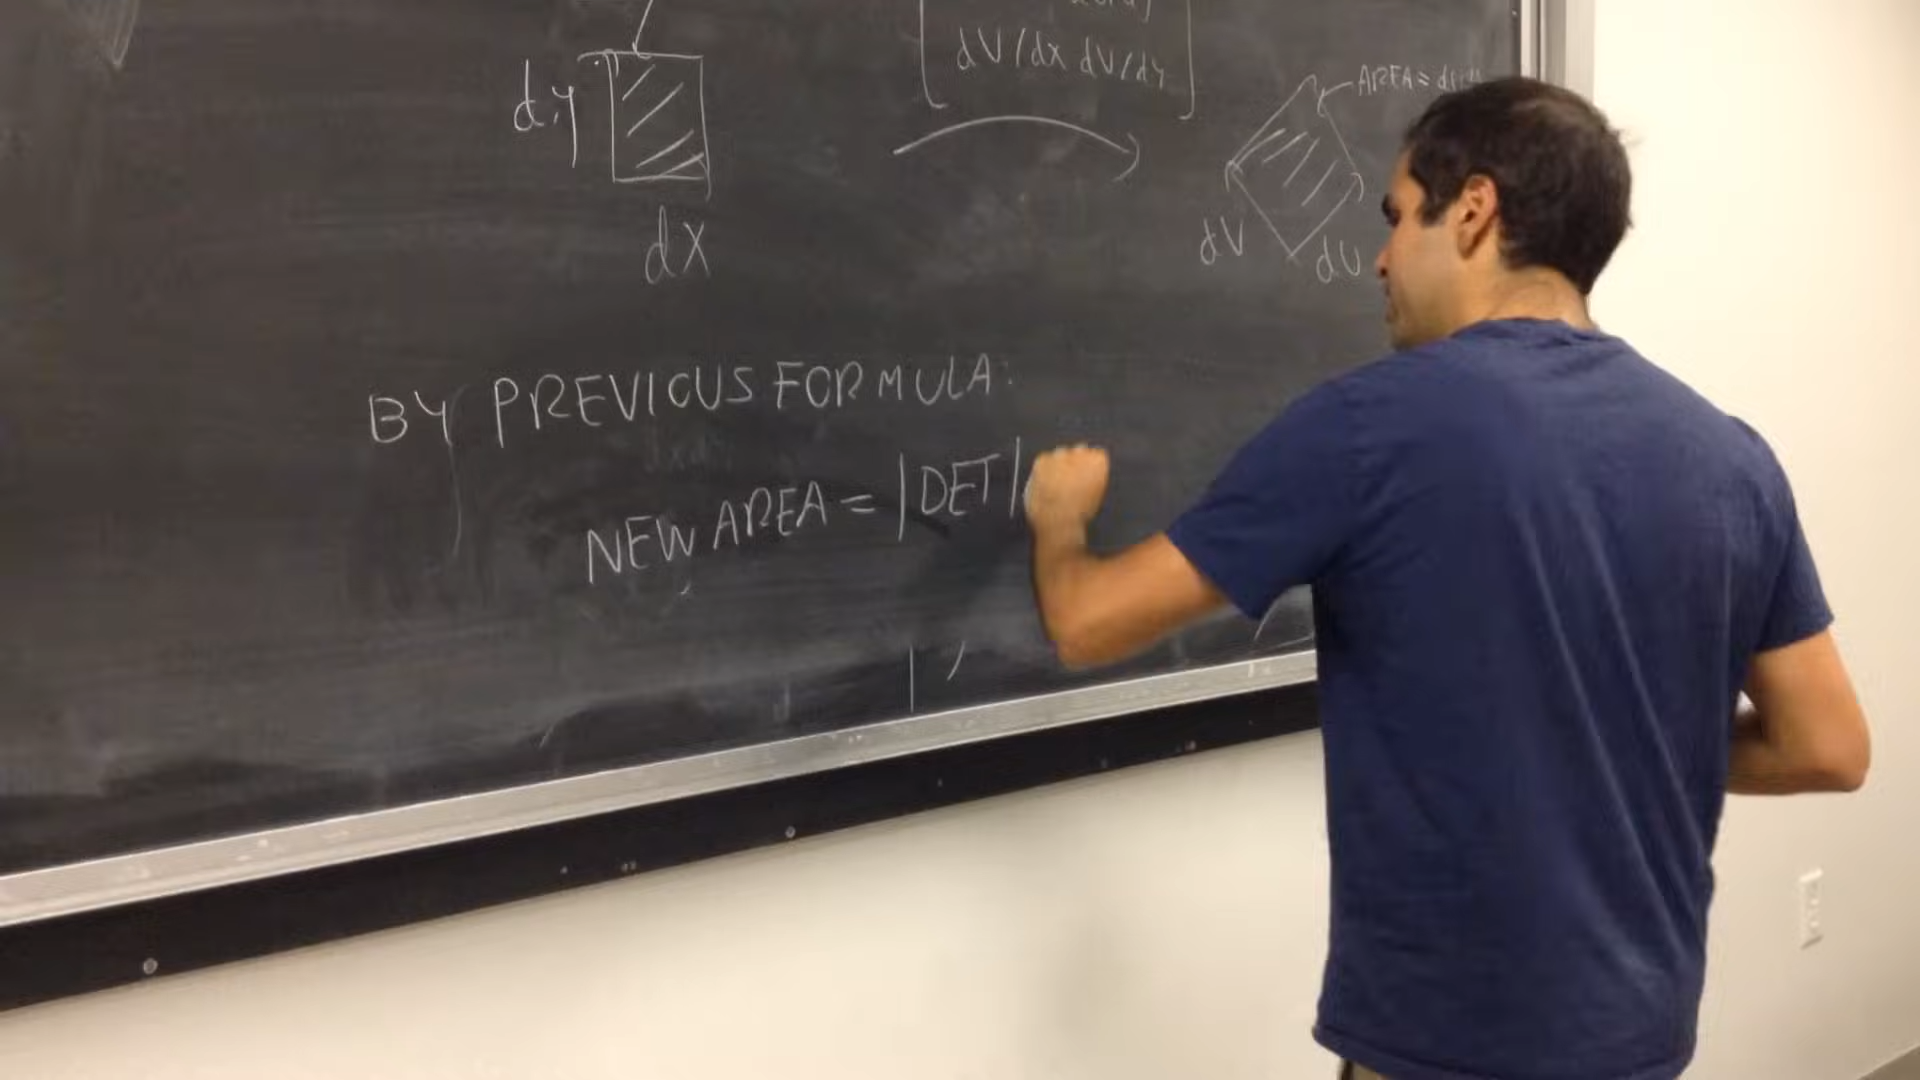 dV/dx dV/dy
dy
AREA =
dx
dV
dU
BY PREVIOUS FORMULA:
NEW AREA = |DET|